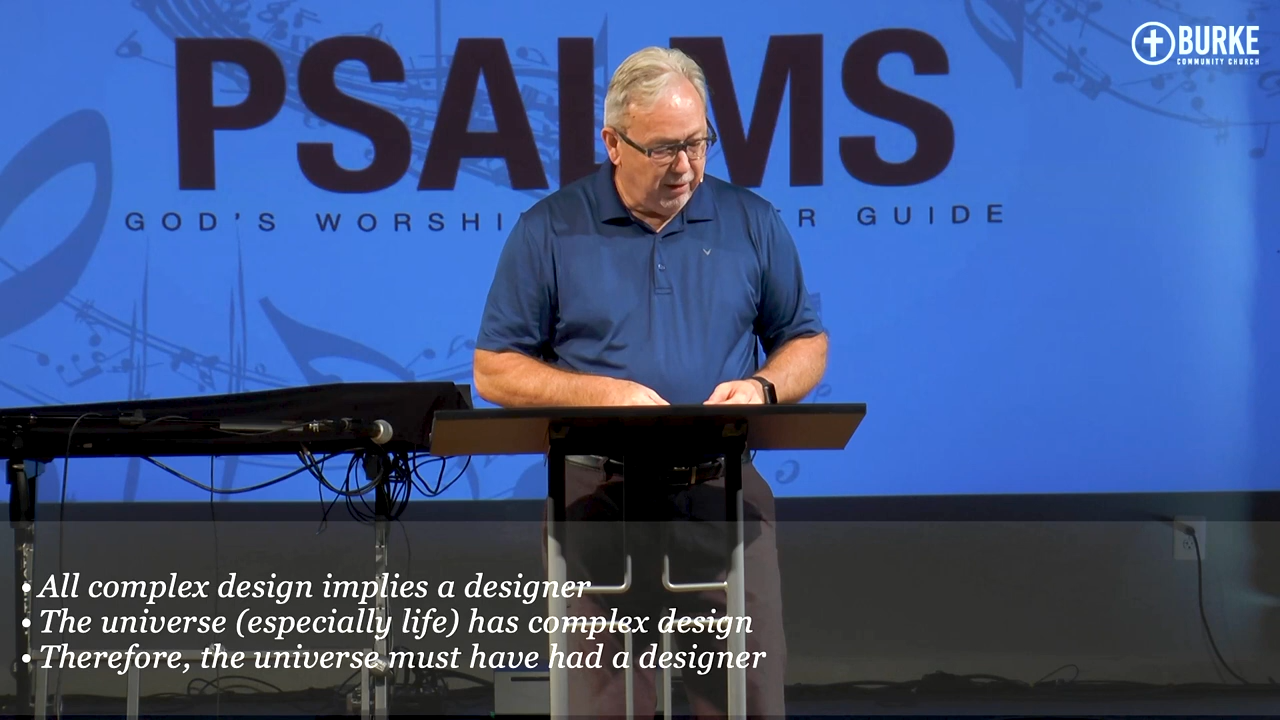 PSALMS
GOD'S WORSHI ER GUIDE
BURKE
COMMUNITY CHURCH
• All complex design implies a designer
• The universe (especially life) has complex design
• Therefore, the universe must have had a designer